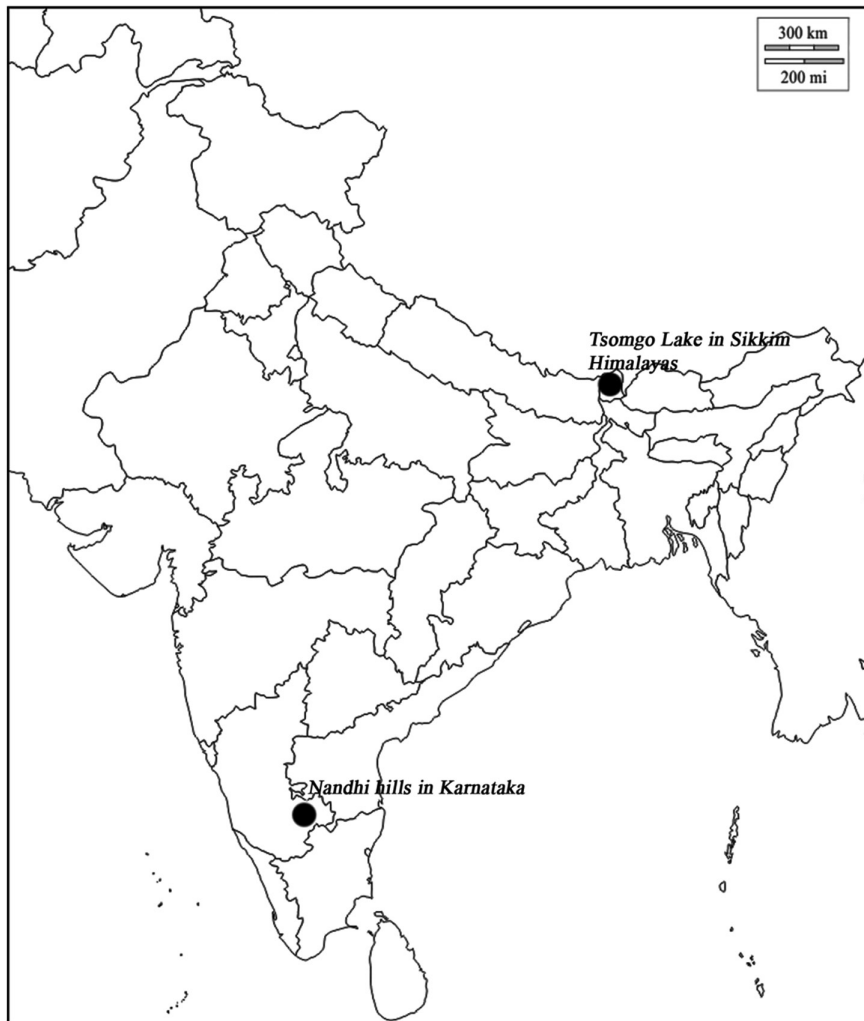 300 km
200 mi
Tsomgo Lake in Sikkim
Himalayas
Nandhi hills in Karnataka